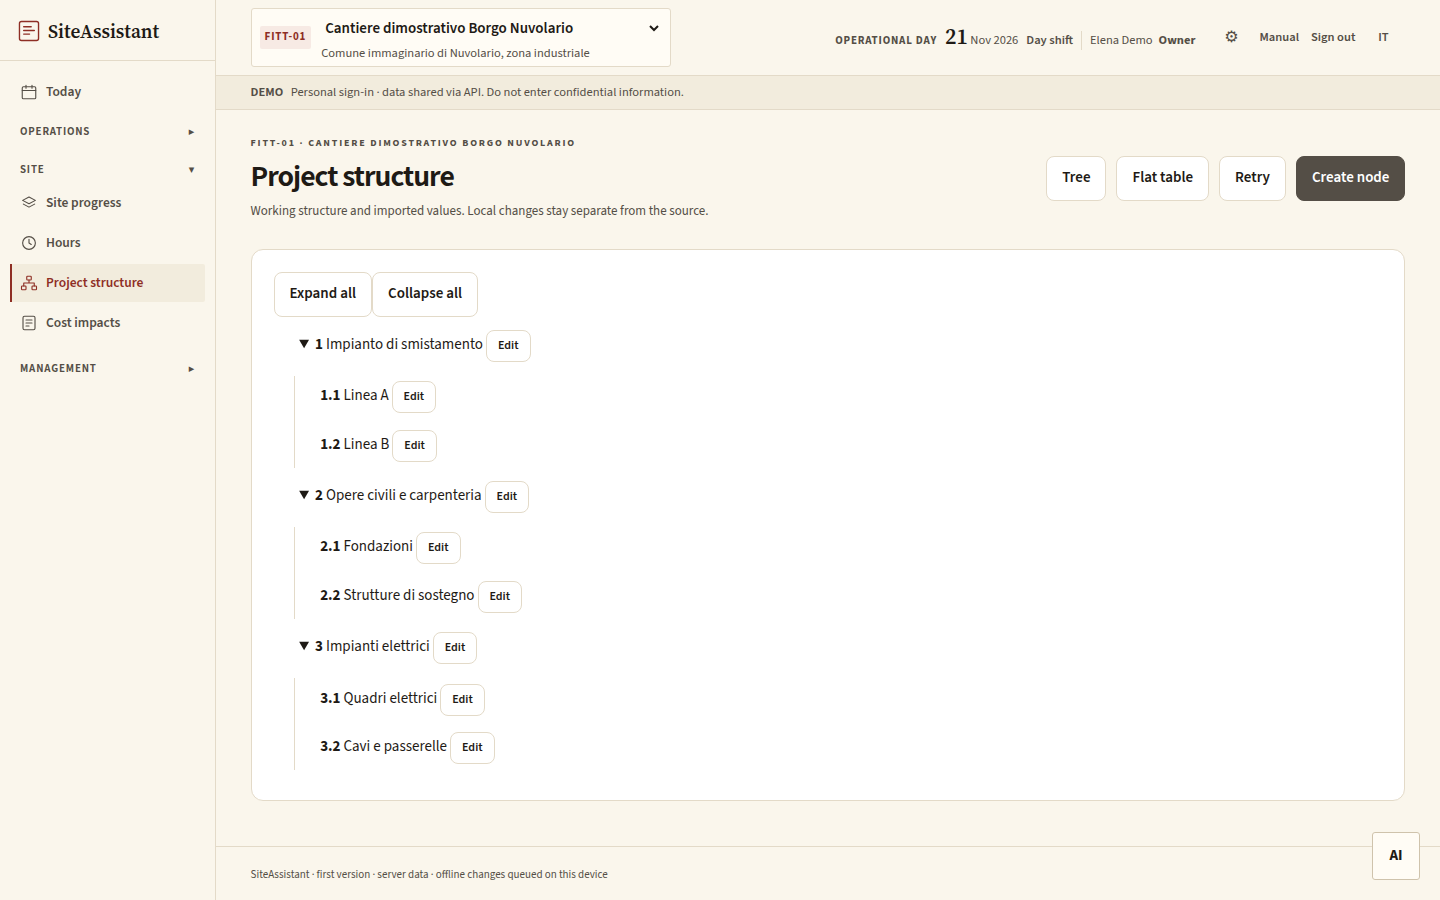 SiteAssistant
Today
OPERATIONS
SITE
Site progress
Hours
Project structure
Cost impacts
MANAGEMENT
FITT-01
Cantiere dimostrativo Borgo Nuvolario
Comune immaginario di Nuvolario, zona industriale
OPERATIONAL DAY 21 Nov 2026 Day shift Elena Demo Owner Manual Sign out IT
DEMO Personal sign-in · data shared via API. Do not enter confidential information.
FITT-01 · CANTIERE DIMOSTRATIVO BORGO NUVOLARIO
Project structure
Working structure and imported values. Local changes stay separate from the source.
Tree Flat table Retry Create node
Expand all Collapse all
1 Impianto di smistamento Edit
1.1 Linea A Edit
1.2 Linea B Edit
2 Opere civili e carpenteria Edit
2.1 Fondazioni Edit
2.2 Strutture di sostegno Edit
3 Impianti elettrici Edit
3.1 Quadri elettrici Edit
3.2 Cavi e passerelle Edit
AI
SiteAssistant · first version · server data · offline changes queued on this device